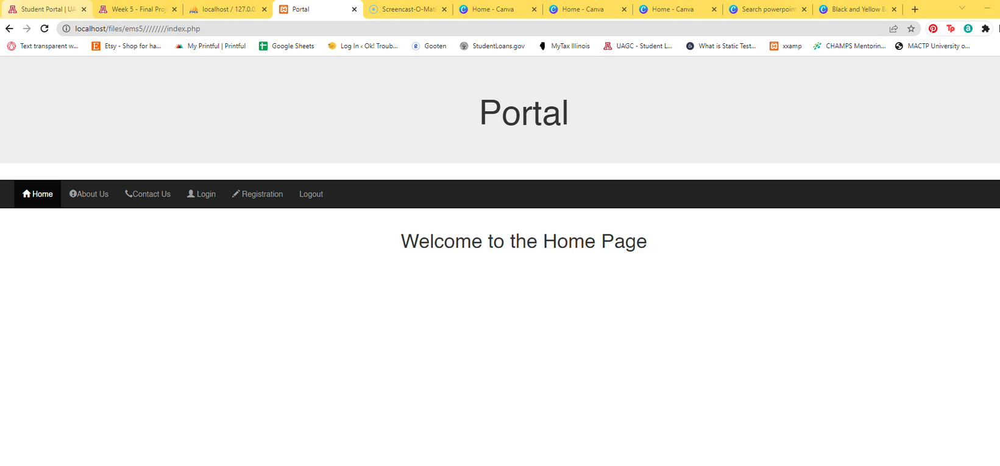 Student Portal | UA Week 5 - Final Pro localhost / 127.0.0 Portal Screencast-O-Mat Home - Canva Home - Canva Home - Canva Search powerpoint Black and Yellow B
localhost/files/ems5////////index.php
Text transparent w... Etsy - Shop for ha... My Printful | Printful Google Sheets Log In ‹ Ok! Troub... Gooten StudentLoans.gov MyTax Illinois UAGC - Student L... What is Static Test... xxamp CHAMPS Mentorin... MACTP University o...
Portal
Home About Us Contact Us Login Registration Logout
Welcome to the Home Page